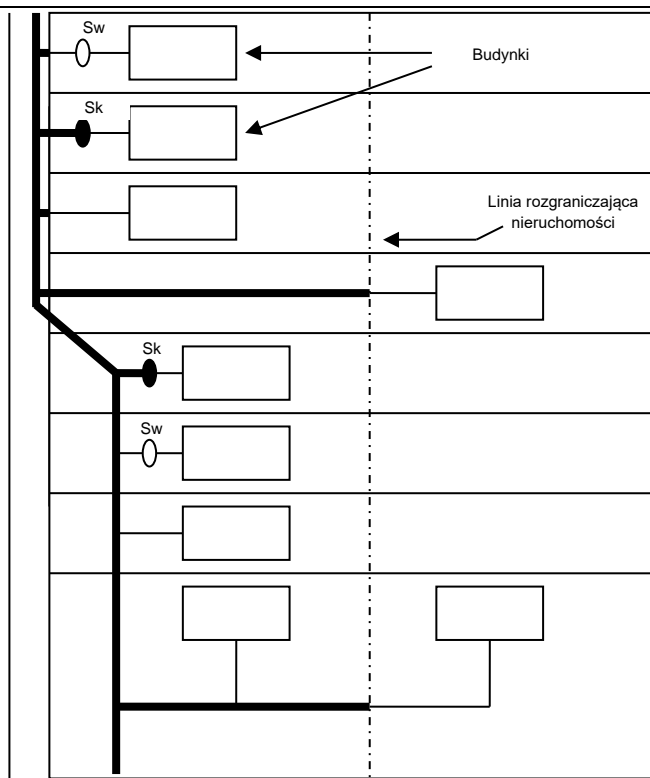 Sw
Budynki
Sk
Linia rozgraniczająca
nieruchomości
Sk
Sw